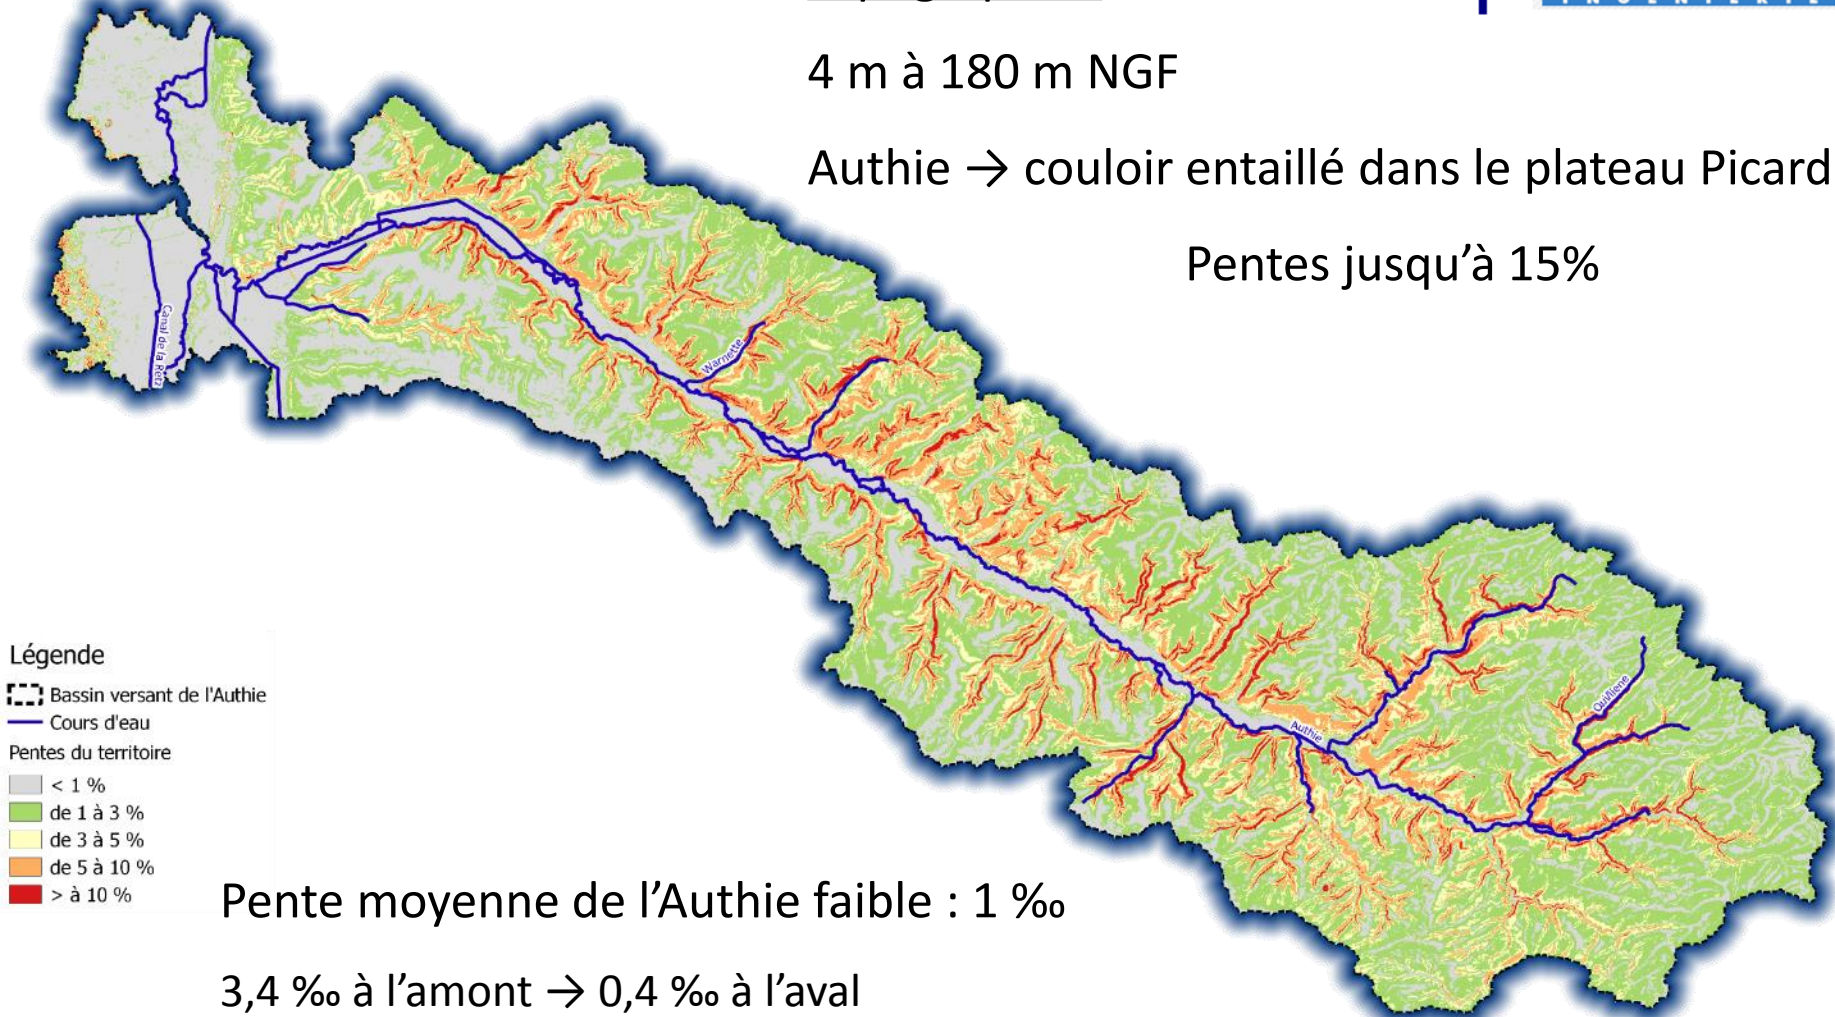 4 m à 180 m NGF
Authie → couloir entaillé dans le plateau Picard
Pentes jusqu’à 15%
Canal de la Retz
Warnette
Authie
Quilliene
Légende
Bassin versant de l'Authie
Cours d'eau
Pentes du territoire
< 1 %
de 1 à 3 %
de 3 à 5 %
de 5 à 10 %
> à 10 %
Pente moyenne de l’Authie faible : 1 ‰
3,4 ‰ à l’amont → 0,4 ‰ à l’aval